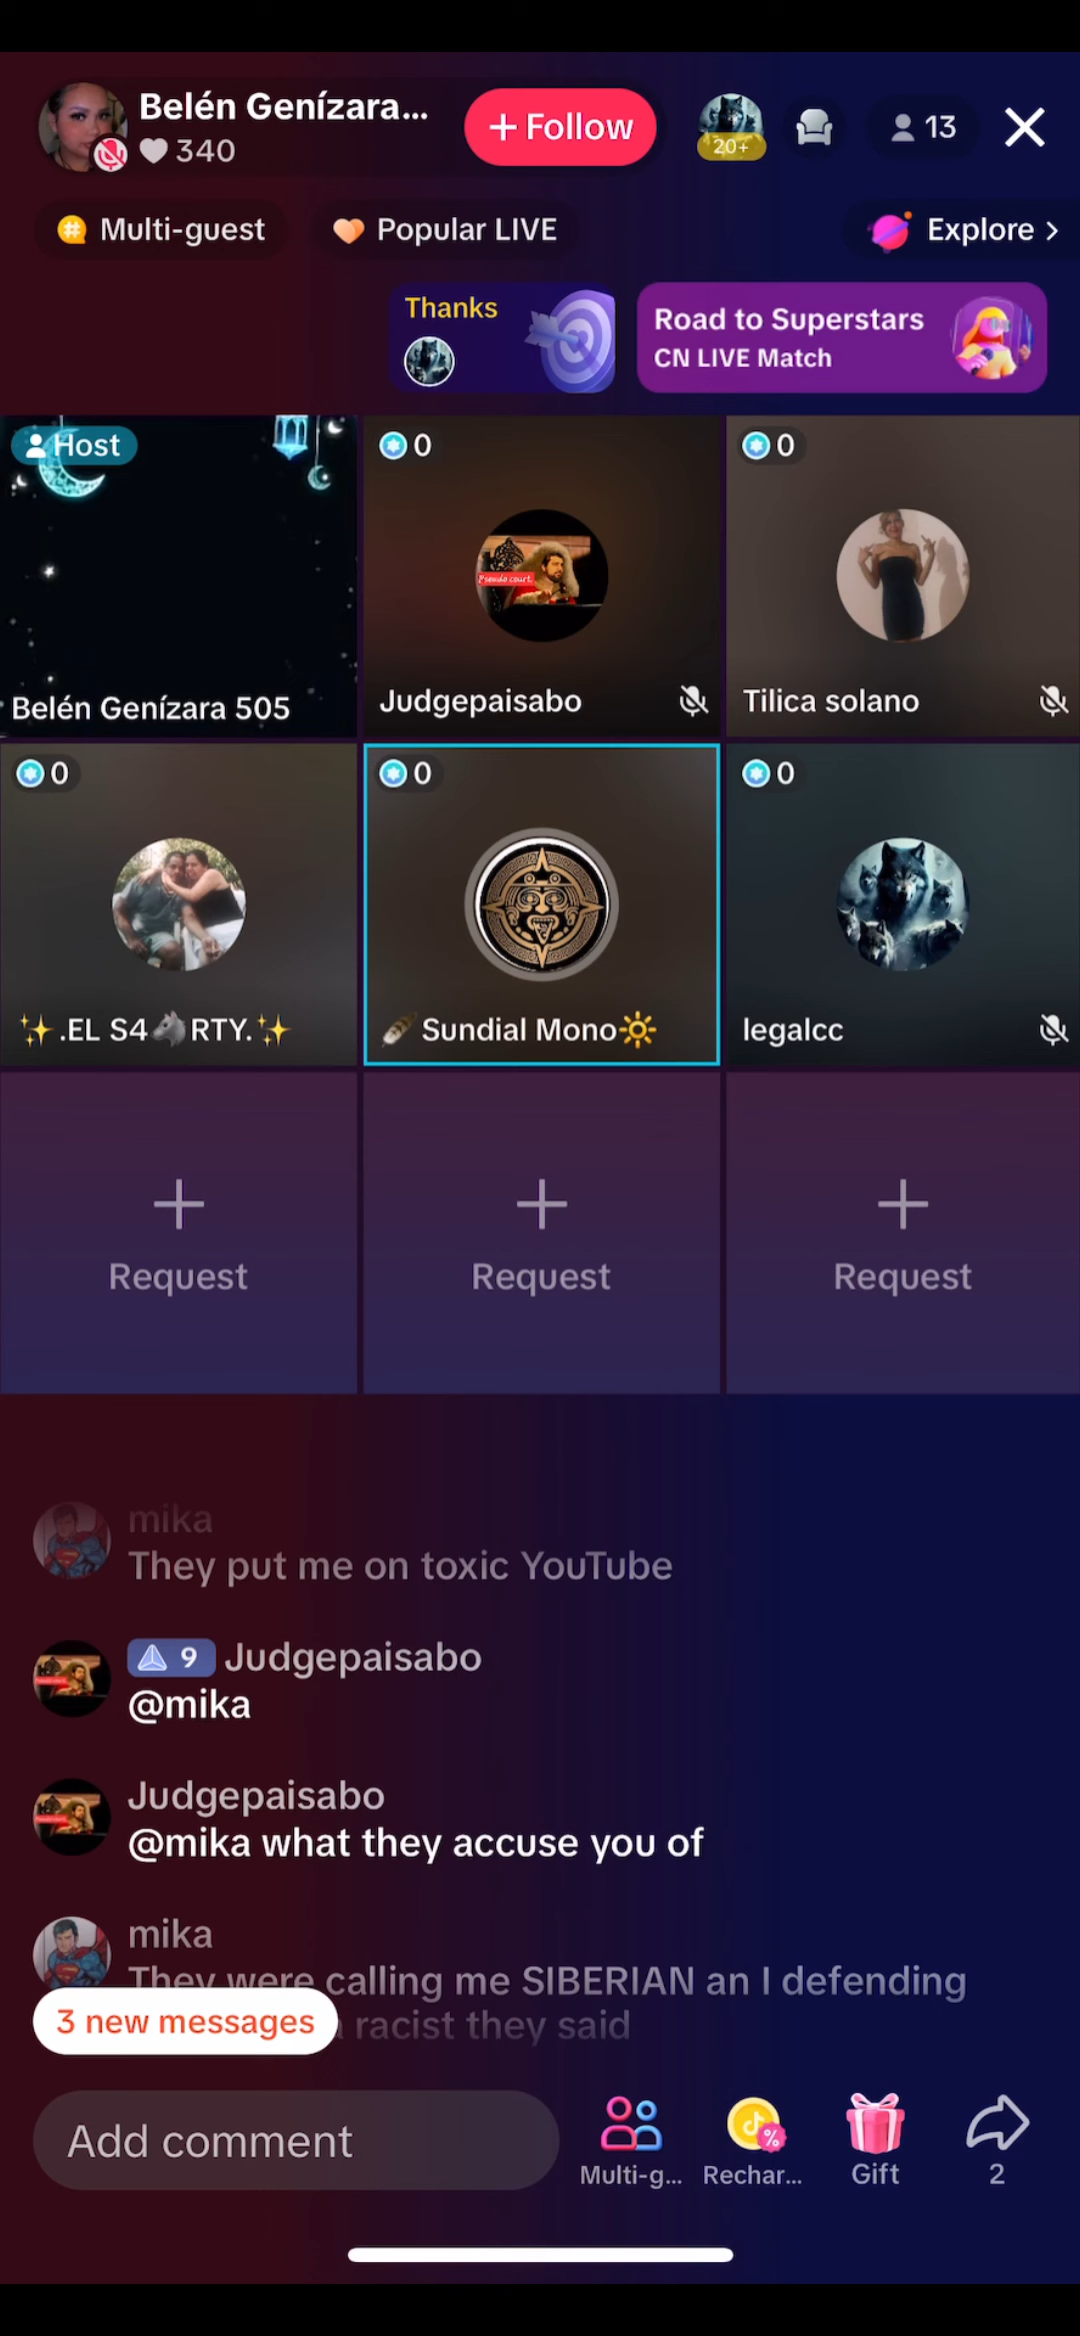 Belén Genízara...
340
+ Follow
20+
13
Multi-guest
Popular LIVE
Explore >
Thanks
Road to Superstars
CN LIVE Match
Host
Belén Genízara 505
0
Pseudo court.
Judgepaisabo
0
Tilica solano
0
✨.EL S4🐴RTY.✨
0
🪶 Sundial Mono☀️
0
legalcc
Request
Request
Request
mika
They put me on toxic YouTube
9 Judgepaisabo
@mika
Judgepaisabo
@mika what they accuse you of
mika
They were calling me SIBERIAN an I defending
racist they said
3 new messages
Add comment
Multi-g...
Rechar...
Gift
2